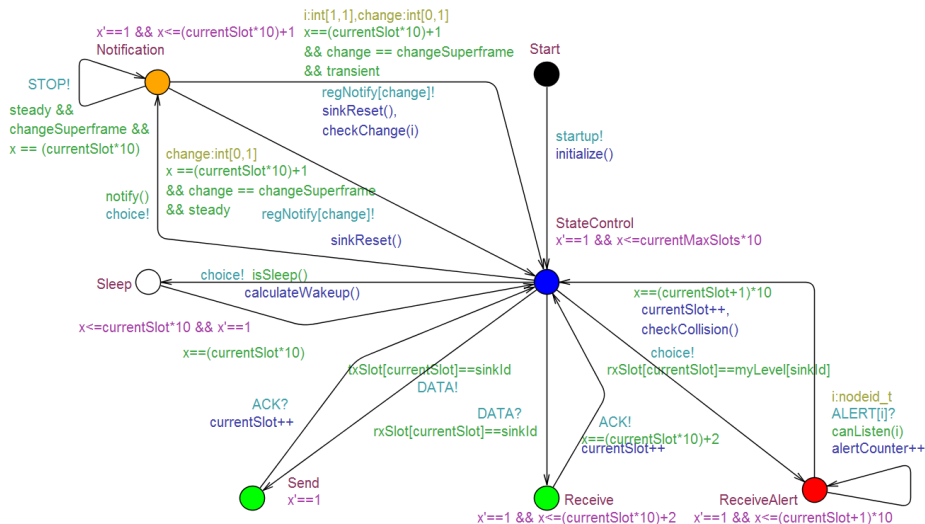 i:int[1,1],change:int[0,1]
x'==1 && x<=(currentSlot*10)+1
x==(currentSlot*10)+1
Notification
&& change == changeSuperframe
Start
&& transient
STOP!
regNotify[change]!
steady &&
sinkReset(),
changeSuperframe &&
checkChange(i)
x == (currentSlot*10)
startup!
initialize()
change:int[0,1]
x ==(currentSlot*10)+1
notify()
&& change == changeSuperframe
choice!
&& steady
regNotify[change]!
StateControl
sinkReset()
x'==1 && x<=currentMaxSlots*10
Sleep
choice! isSleep()
calculateWakeup()
x==(currentSlot+1)*10
currentSlot++,
checkCollision()
x<=currentSlot*10 && x'==1
x==(currentSlot*10)
choice!
txSlot[currentSlot]==sinkId
rxSlot[currentSlot]==myLevel[sinkId]
DATA!
ACK?
currentSlot++
DATA?
rxSlot[currentSlot]==sinkId
ACK!
x==(currentSlot*10)+2
currentSlot++
i:nodeid_t
ALERT[i]?
canListen(i)
alertCounter++
Send
x'==1
Receive
x'==1 && x<=(currentSlot*10)+2
ReceiveAlert
x'==1 && x<=(currentSlot+1)*10